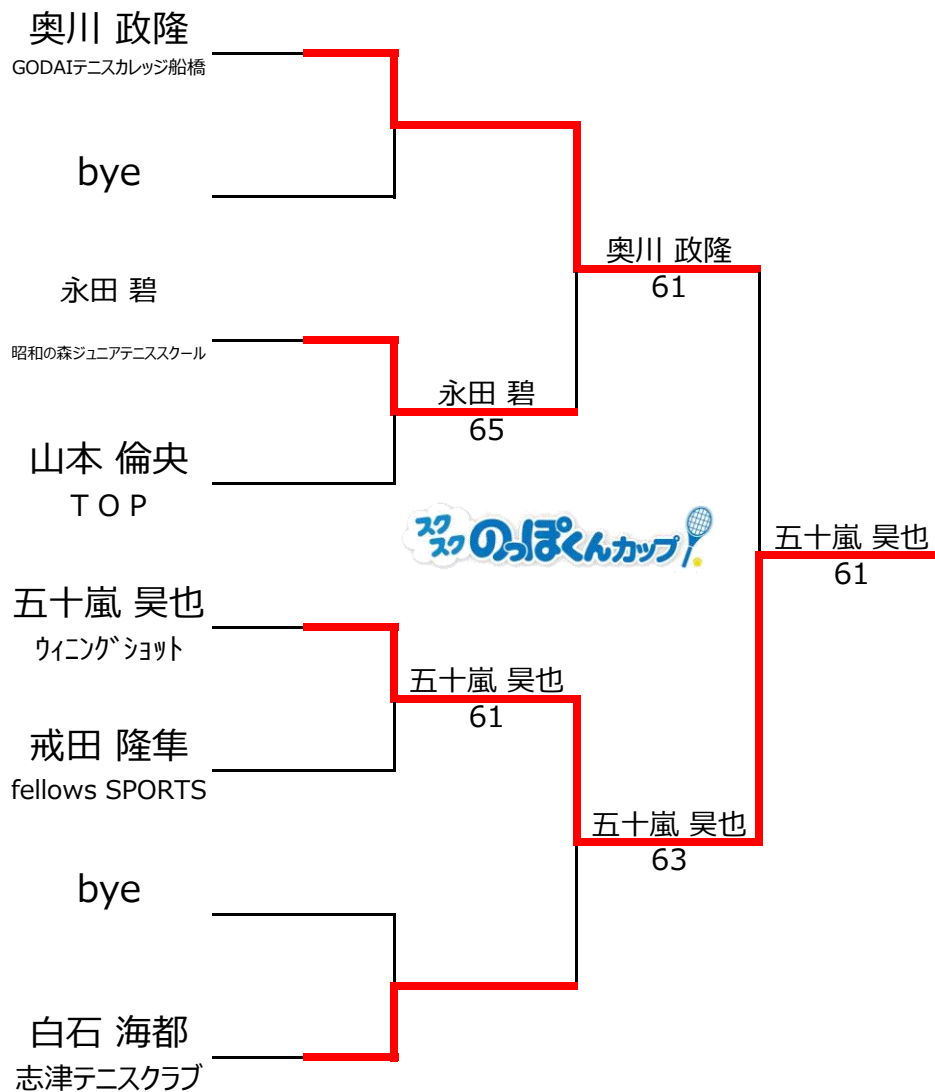 奥川 政隆
GODAIテニスカレッジ船橋
bye
永田 碧
昭和の森ジュニアテニススクール
山本 倫央
ＴＯＰ
五十嵐 昊也
ｳｨﾆﾝｸﾞｼｮｯﾄ
戒田 隆隼
fellows SPORTS
bye
白石 海都
志津テニスクラブ
永田 碧
65
五十嵐 昊也
61
奥川 政隆
61
五十嵐 昊也
63
スクスク のっぽくんカップ
五十嵐 昊也
61